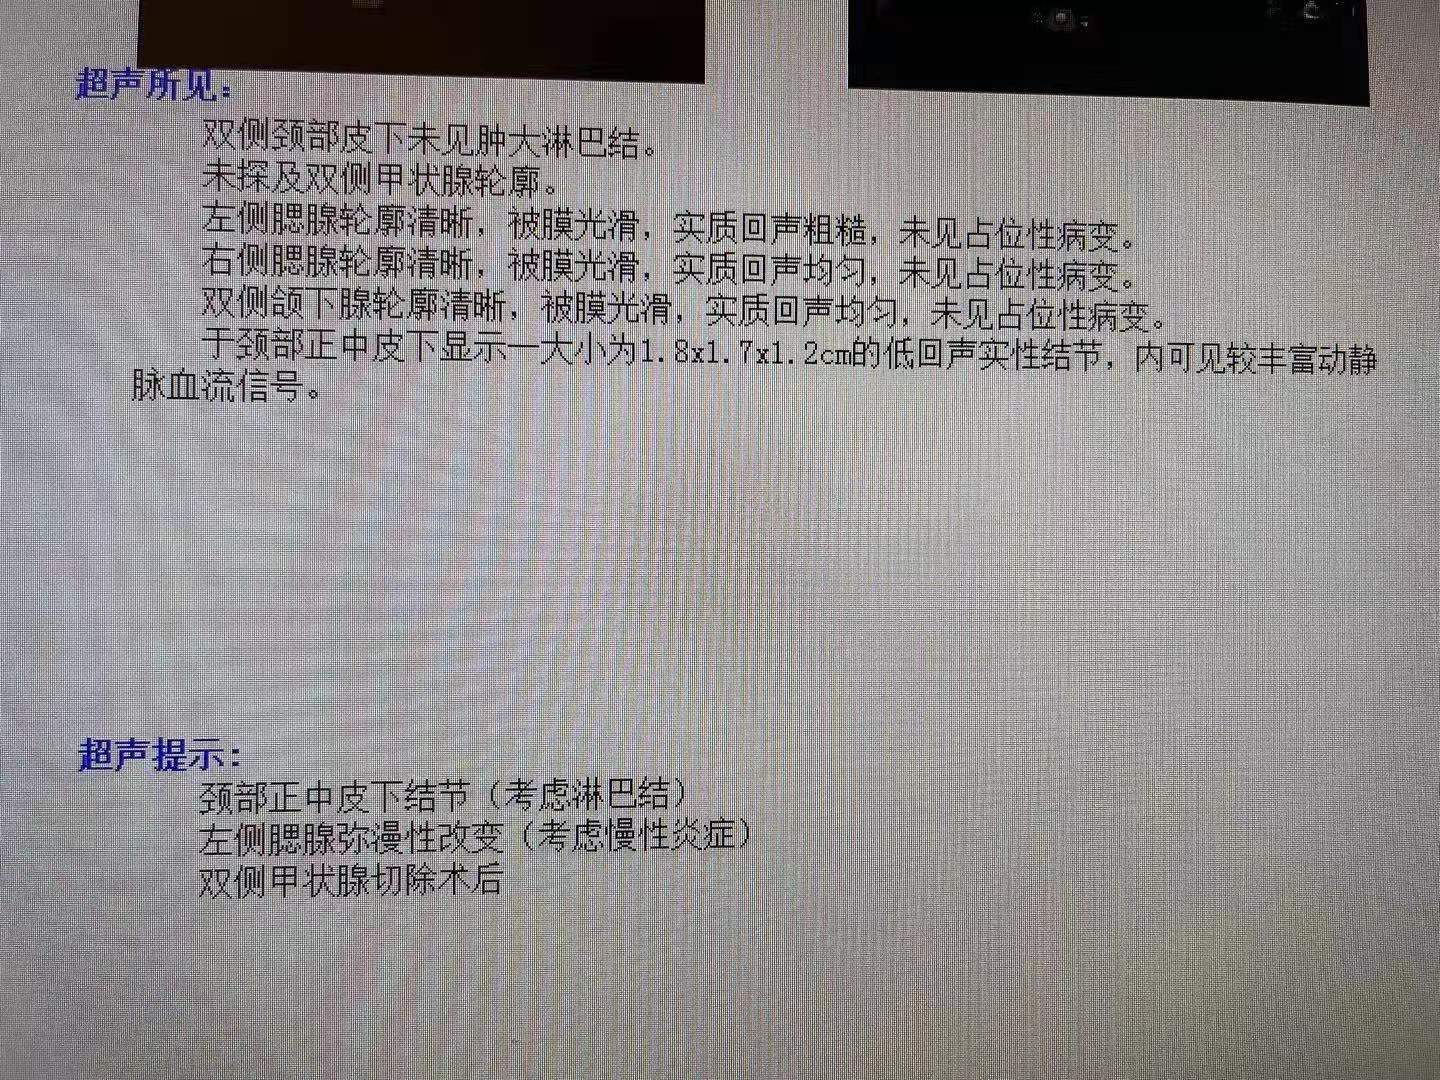 超声所见：
双侧颈部皮下未见肿大淋巴结。
未探及双侧甲状腺轮廓。
左侧腮腺轮廓清晰，被膜光滑，实质回声粗糙，未见占位性病变。
右侧腮腺轮廓清晰，被膜光滑，实质回声均匀，未见占位性病变。
双侧颌下腺轮廓清晰，被膜光滑，实质回声均匀，未见占位性病变。
于颈部正中皮下显示一大小为1.8x1.7x1.2cm的低回声实性结节，内可见较丰富动静
脉血流信号。
超声提示：
颈部正中皮下结节（考虑淋巴结）
左侧腮腺弥漫性改变（考虑慢性炎症）
双侧甲状腺切除术后